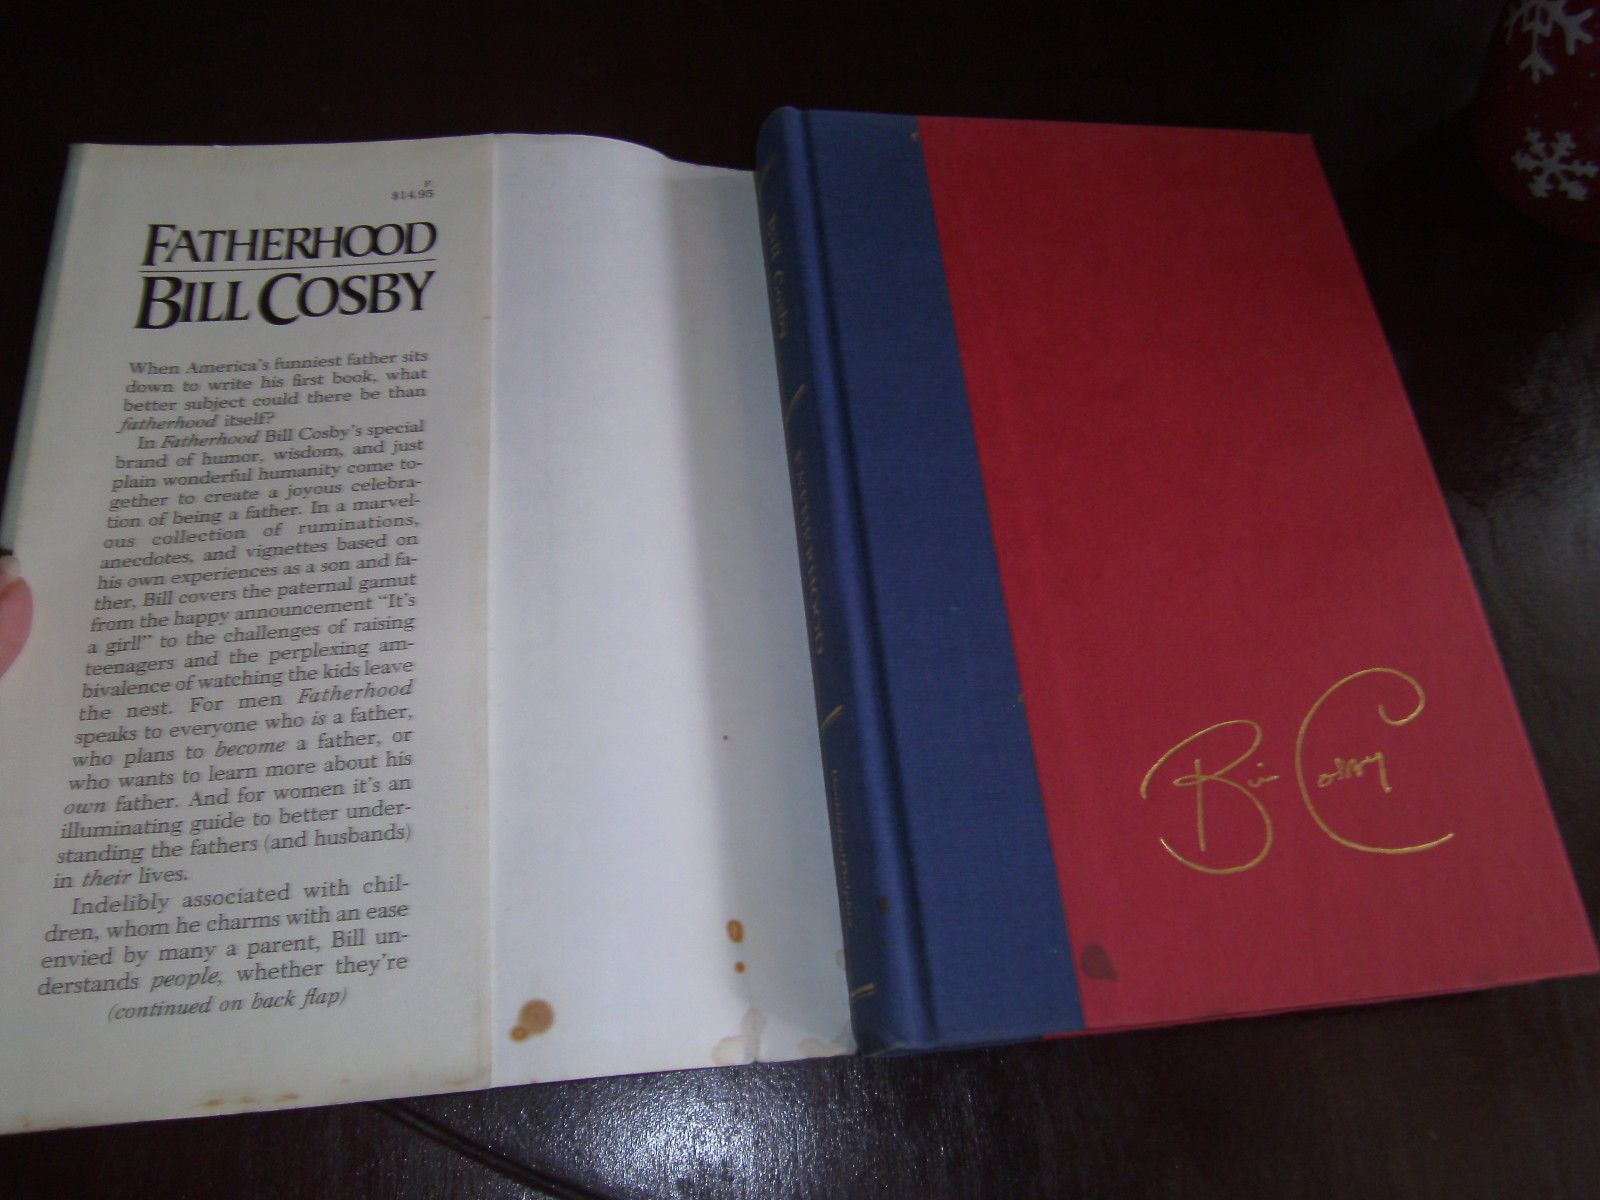 F
$14.95
FATHERHOOD
BILL COSBY
When America's funniest father sits
down to write his first book, what
better subject could there be than
fatherhood itself?
In Fatherhood Bill Cosby's special
brand of humor, wisdom, and just
plain wonderful humanity come to-
gether to create a joyous celebra-
tion of being a father. In a marvel-
ous collection of ruminations,
anecdotes, and vignettes based on
his own experiences as a son and fa-
ther, Bill covers the paternal gamut
from the happy announcement "It's
a girl!" to the challenges of raising
teenagers and the perplexing am-
bivalence of watching the kids leave
the nest. For men Fatherhood
speaks to everyone who is a father,
who plans to become a father, or
who wants to learn more about his
own father. And for women it's an
illuminating guide to better under-
standing the fathers (and husbands)
in their lives.
Indelibly associated with chil-
dren, whom he charms with an ease
envied by many a parent, Bill un-
derstands people, whether they're
(continued on back flap)
Bill Cosby
FATHERHOOD
Doubleday/Dolphin
Bill Cosby